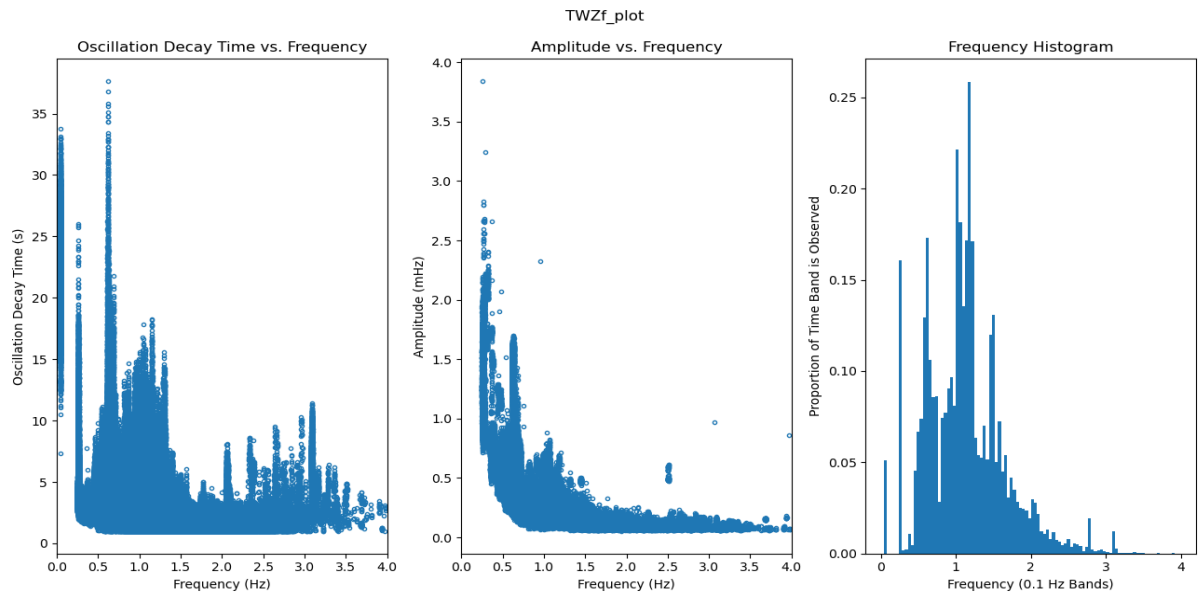 TWZf_plot
Oscillation Decay Time vs. Frequency
Oscillation Decay Time (s)
35
30
25
20
15
10
5
0
0.0 0.5 1.0 1.5 2.0 2.5 3.0 3.5 4.0
Frequency (Hz)
Amplitude vs. Frequency
Amplitude (mHz)
4.0
3.5
3.0
2.5
2.0
1.5
1.0
0.5
0.0
0.0 0.5 1.0 1.5 2.0 2.5 3.0 3.5 4.0
Frequency (Hz)
Frequency Histogram
Proportion of Time Band is Observed
0.25
0.20
0.15
0.10
0.05
0.00
0 1 2 3 4
Frequency (0.1 Hz Bands)